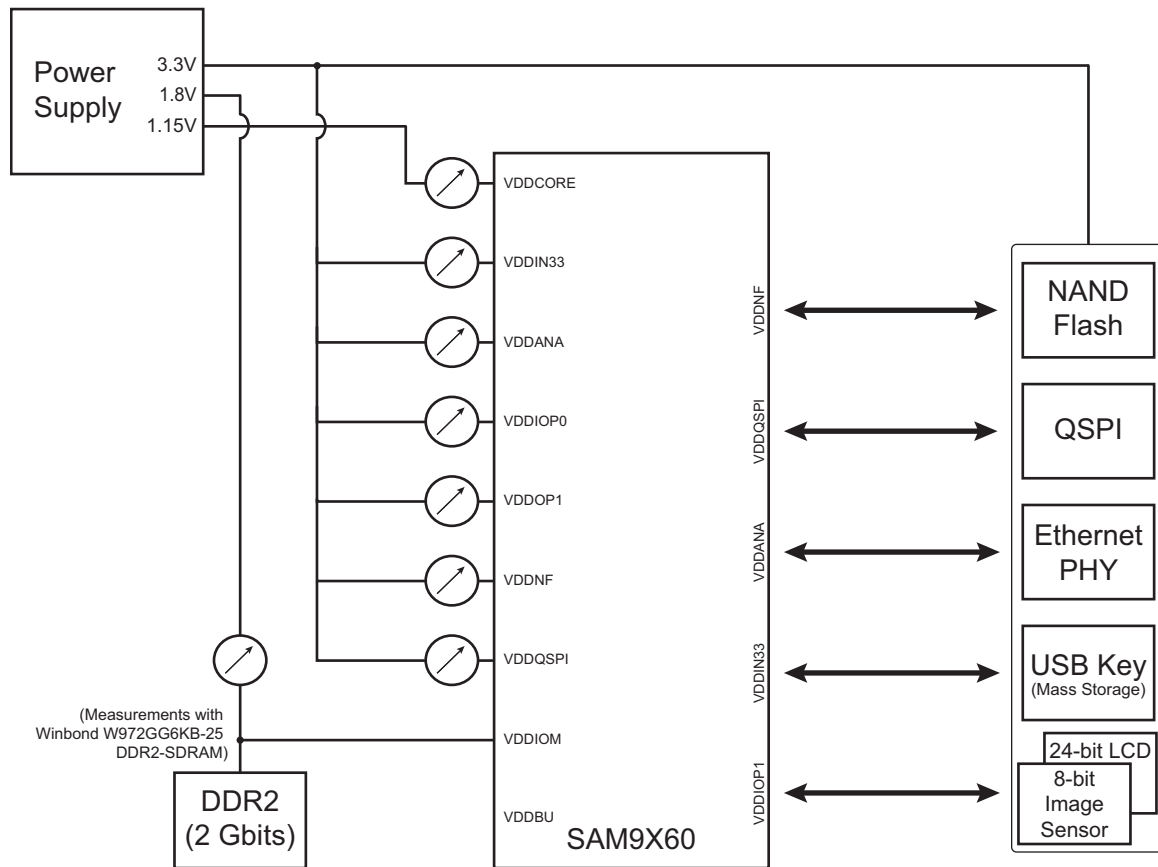 Power
Supply
3.3V
1.8V
1.15V
VDDCORE
VDDIN33
VDDANA
VDDIOP0
VDDOP1
VDDNF
VDDQSPI
VDDIOM
VDDBU
SAM9X60
(Measurements with
Winbond W972GG6KB-25
DDR2-SDRAM)
DDR2
(2 Gbits)
VDDNF
VDDQSPI
VDDANA
VDDIN33
VDDIOP1
NAND
Flash
QSPI
Ethernet
PHY
USB Key
(Mass Storage)
24-bit LCD
8-bit
Image
Sensor